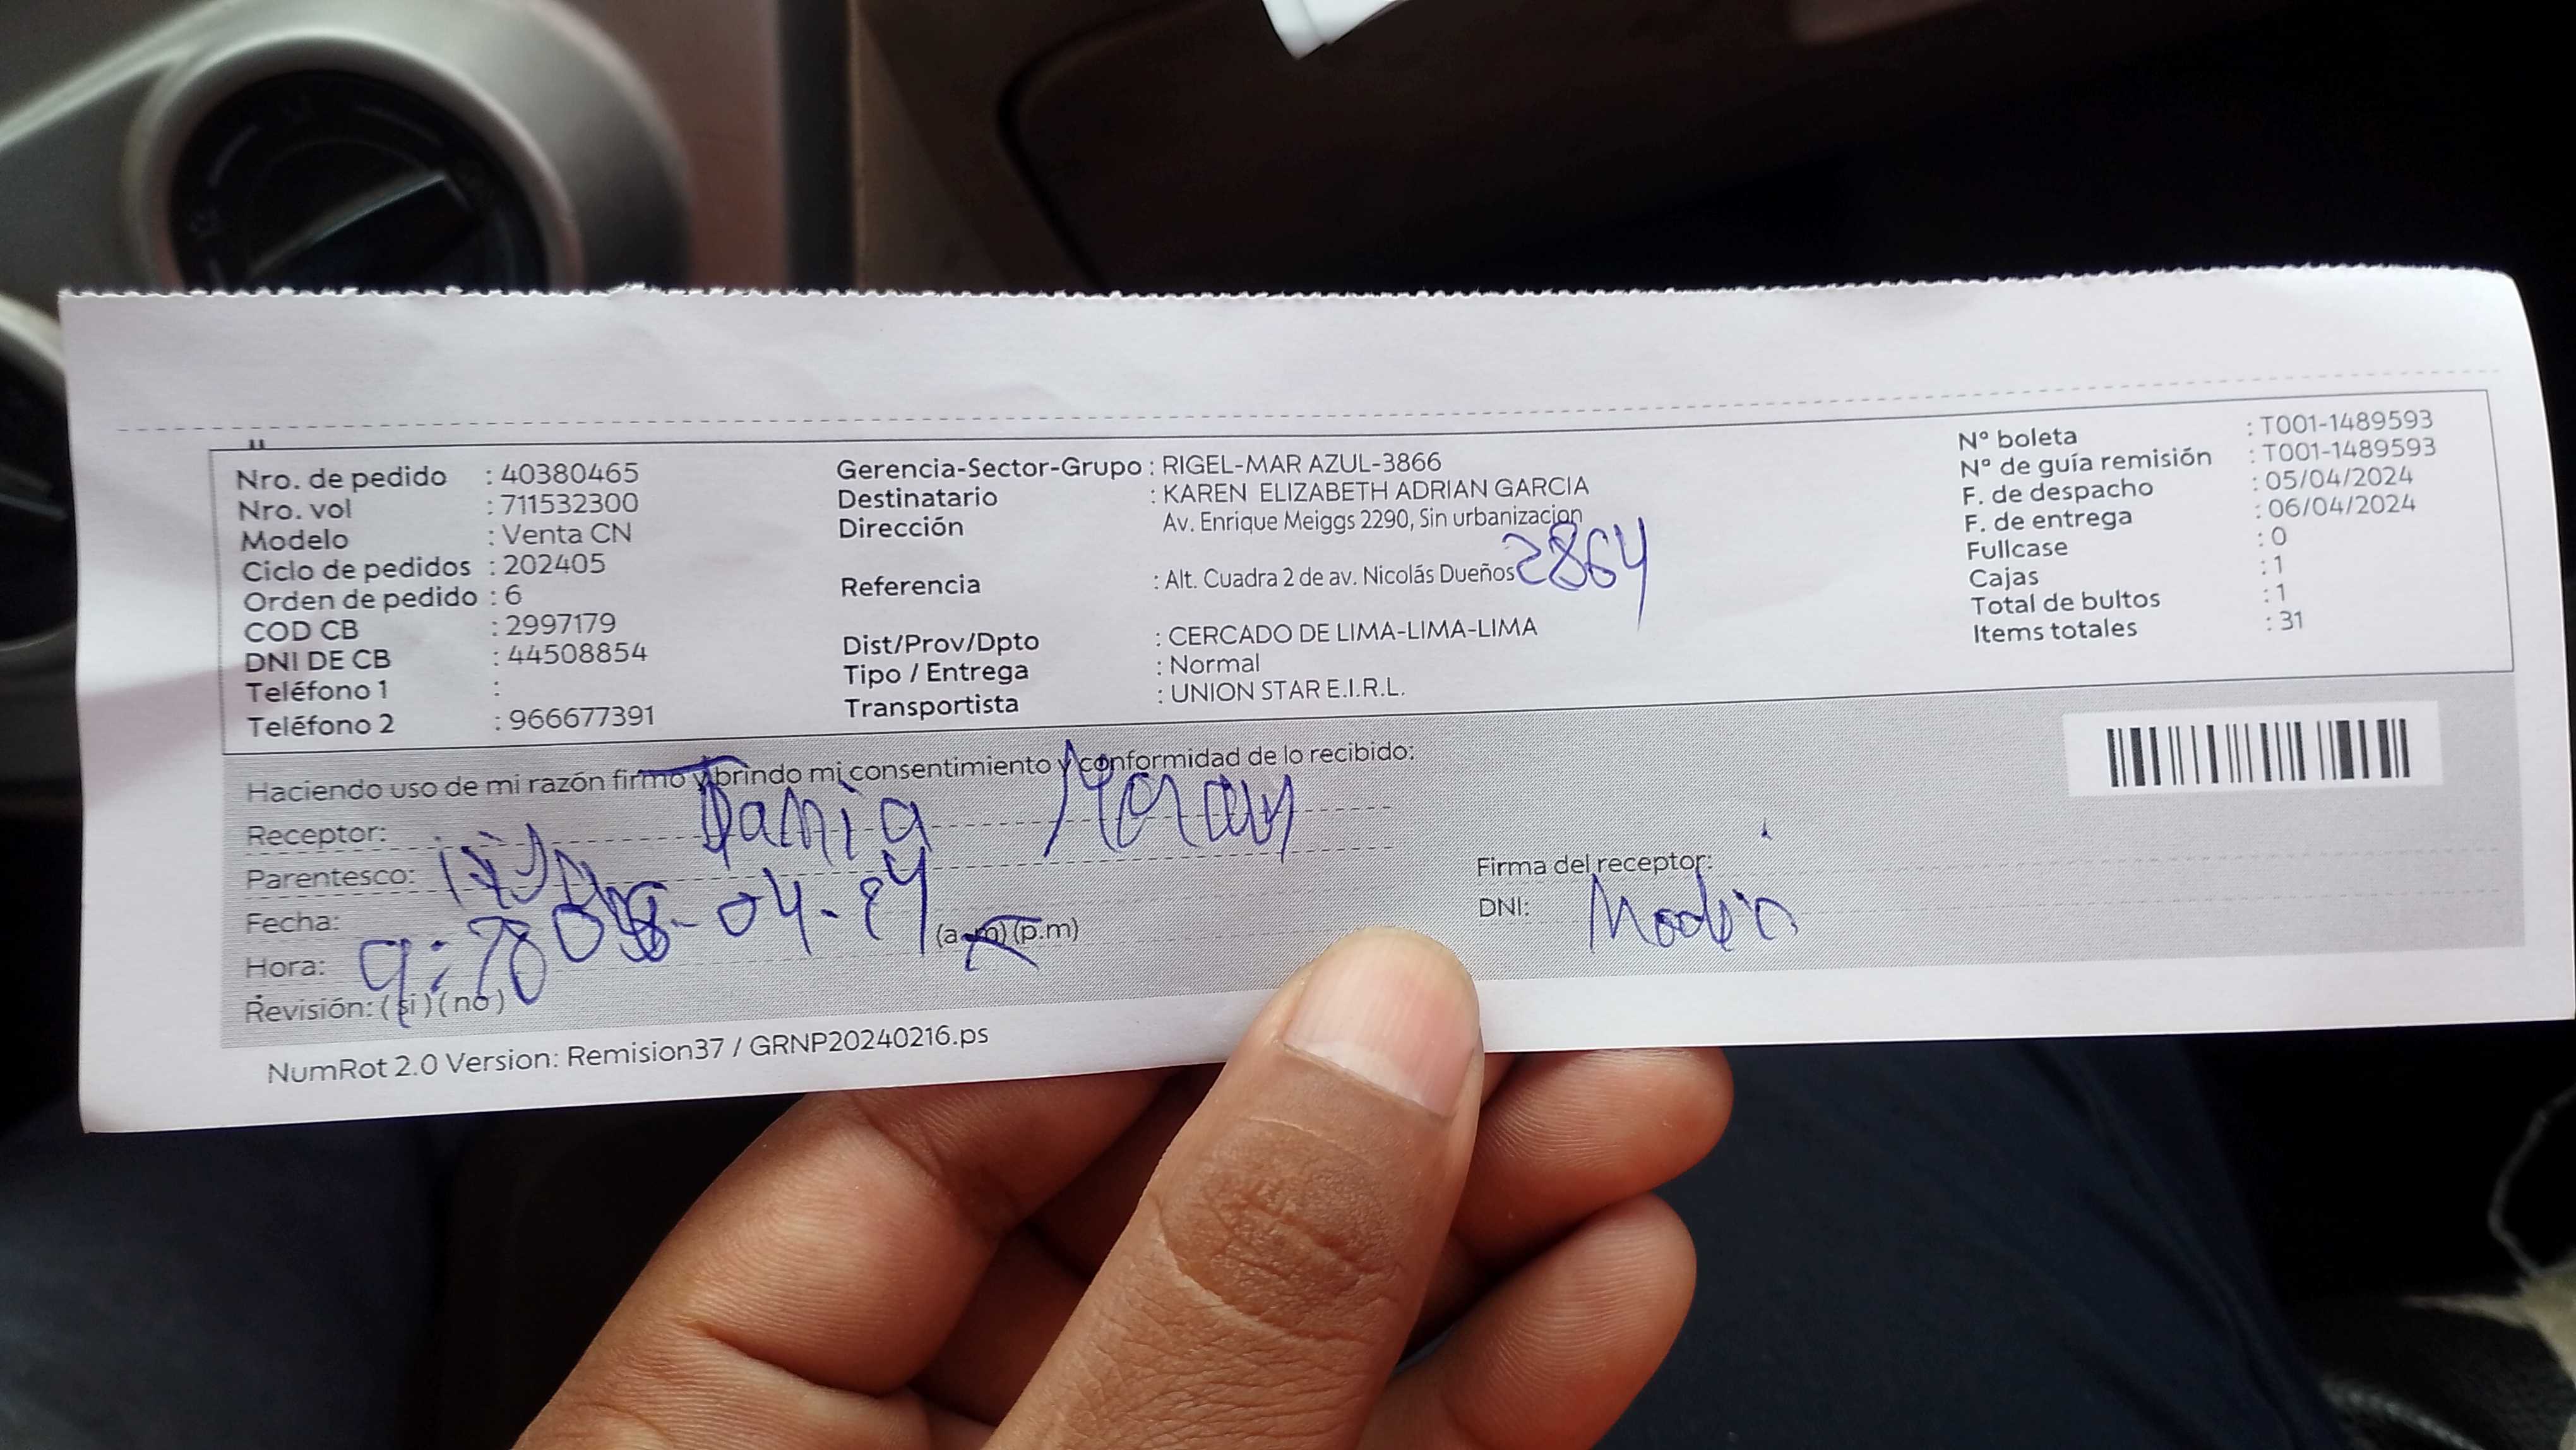 Nro. de pedido : 40380465
Nro. vol : 711532300
Modelo : Venta CN
Ciclo de pedidos : 202405
Orden de pedido : 6
COD CB : 2997179
DNI DE CB : 44508854
Teléfono 1 :
Teléfono 2 : 966677391
Gerencia-Sector-Grupo : RIGEL-MAR AZUL-3866
Destinatario : KAREN ELIZABETH ADRIAN GARCIA
Dirección Av. Enrique Meiggs 2290, Sin urbanizacion
Referencia : Alt. Cuadra 2 de av. Nicolás Dueños 2864
Dist/Prov/Dpto : CERCADO DE LIMA-LIMA-LIMA
Tipo / Entrega : Normal
Transportista : UNION STAR E.I.R.L.
N° boleta : T001-1489593
N° de guía remisión : T001-1489593
F. de despacho : 05/04/2024
F. de entrega : 06/04/2024
Fullcase : 0
Cajas : 1
Total de bultos : 1
Items totales : 31
Haciendo uso de mi razón firmo y brindo mi consentimiento y conformidad de lo recibido:
Receptor:
Parentesco:
Fecha: -04-24
Hora: (a.m) (p.m)
Revisión: (si) (no)
Firma del receptor:
DNI:
NumRot 2.0 Version: Remision37 / GRNP20240216.ps